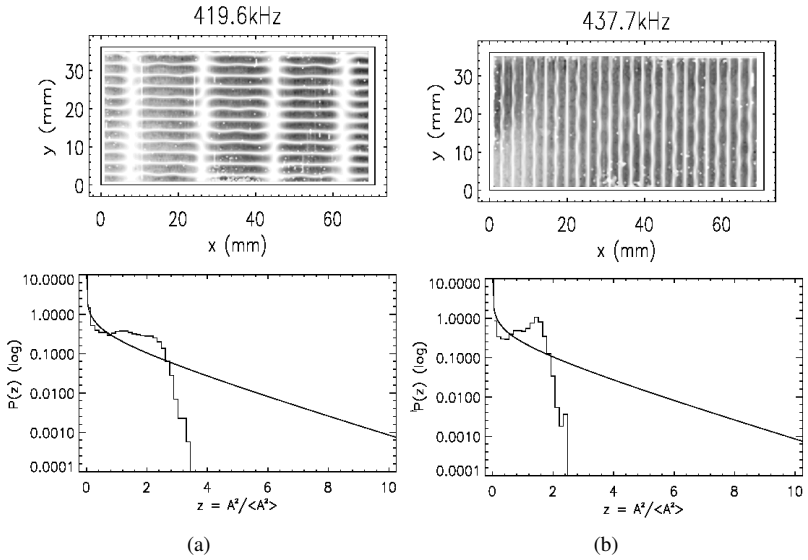 419.6kHz
y (mm)
30
20
10
0
0 20 40 60
x (mm)
10.0000
1.0000
0.1000
0.0100
0.0010
0.0001
P(z) (log)
0 2 4 6 8 10
z = A²/<A²>
(a)
437.7kHz
y (mm)
30
20
10
0
0 20 40 60
x (mm)
10.0000
1.0000
0.1000
0.0100
0.0010
0.0001
P(z) (log)
0 2 4 6 8 10
z = A²/<A²>
(b)